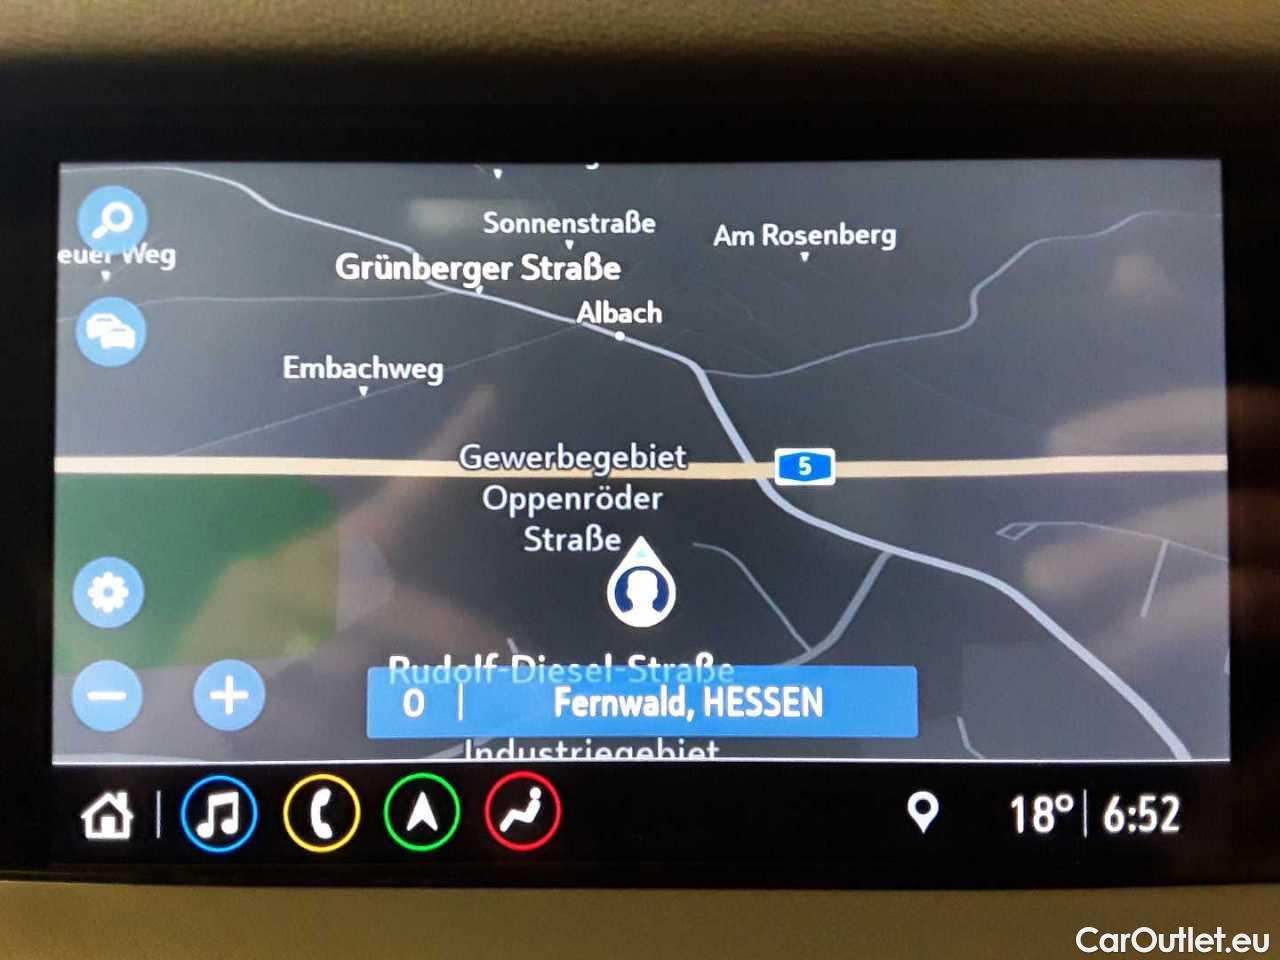 Sonnenstraße
Am Rosenberg
euer Weg
Grünberger Straße
Albach
Embachweg
Gewerbegebiet
Oppenröder
Straße
5
Rudolf-Diesel-Straße
0 | Fernwald, HESSEN
Industriegebiet
18° | 6:52
CarOutlet.eu